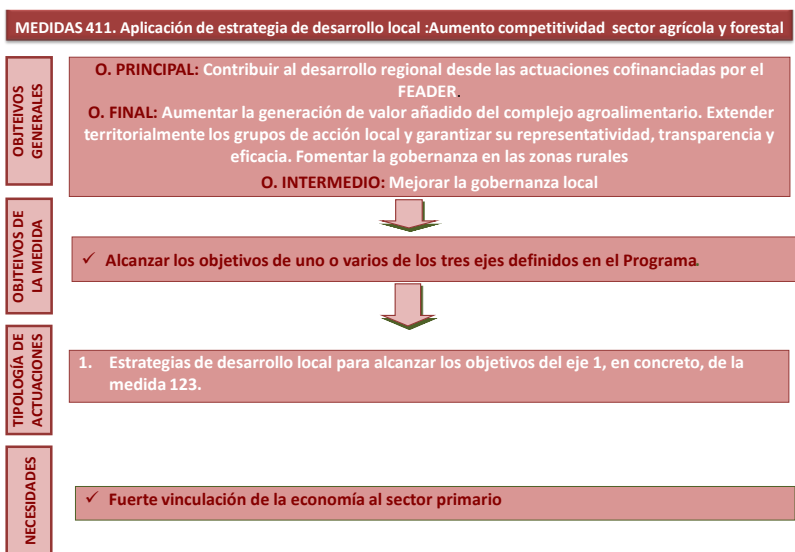 MEDIDAS 411. Aplicación de estrategia de desarrollo local :Aumento competitividad sector agrícola y forestal
OBJTEIVOS
GENERALES
O. PRINCIPAL: Contribuir al desarrollo regional desde las actuaciones cofinanciadas por el
FEADER.
O. FINAL: Aumentar la generación de valor añadido del complejo agroalimentario. Extender
territorialmente los grupos de acción local y garantizar su representatividad, transparencia y
eficacia. Fomentar la gobernanza en las zonas rurales
O. INTERMEDIO: Mejorar la gobernanza local
OBJTEIVOS DE
LA MEDIDA
✓ Alcanzar los objetivos de uno o varios de los tres ejes definidos en el Programa.
TIPOLOGÍA DE
ACTUACIONES
1. Estrategias de desarrollo local para alcanzar los objetivos del eje 1, en concreto, de la
medida 123.
NECESIDADES
✓ Fuerte vinculación de la economía al sector primario